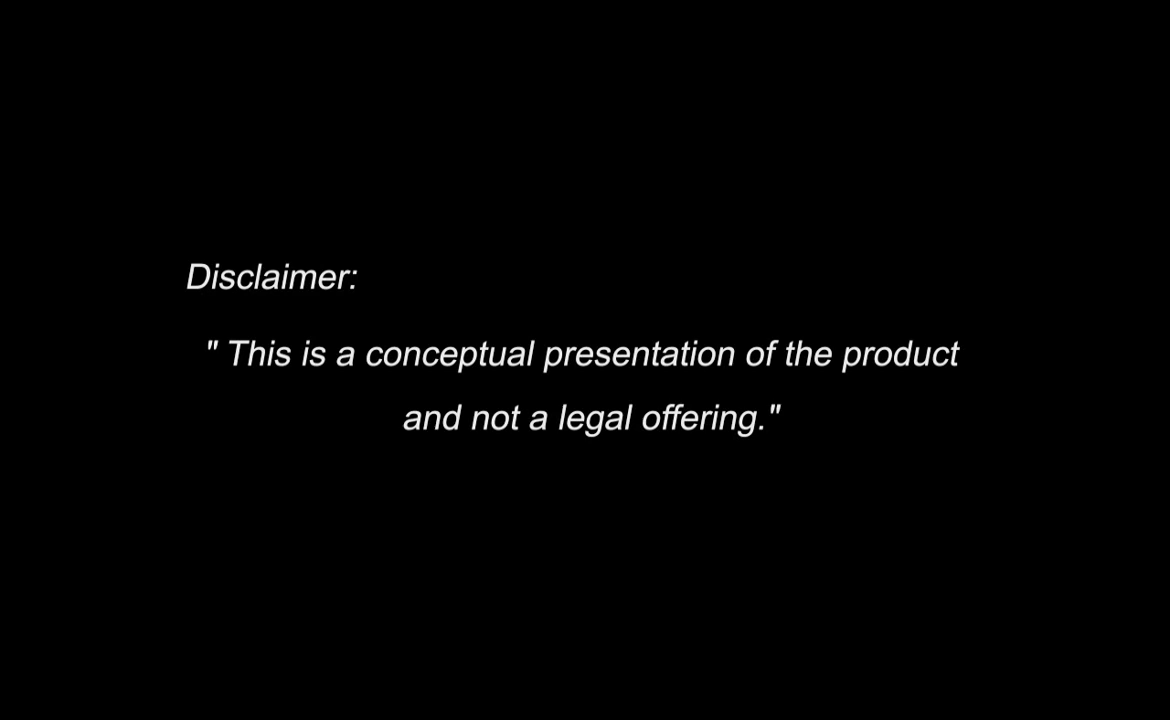 Disclaimer:
" This is a conceptual presentation of the product
and not a legal offering."